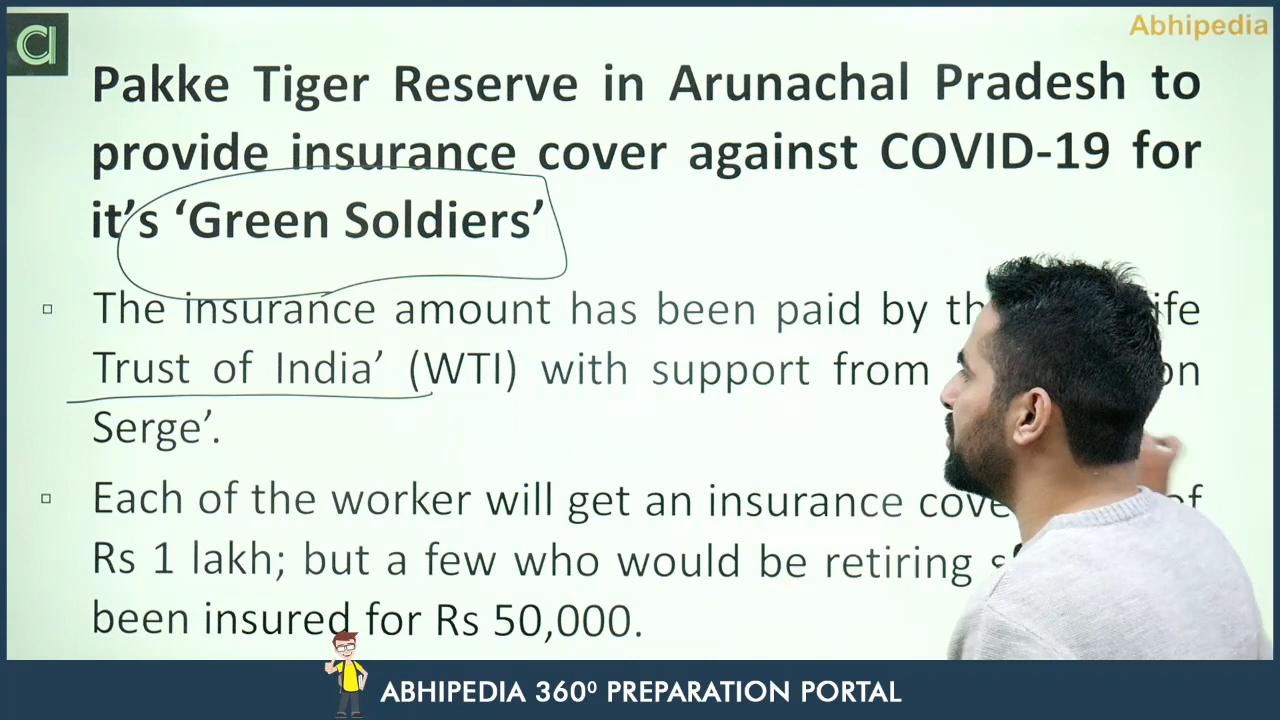 Abhipedia
Pakke Tiger Reserve in Arunachal Pradesh to
provide insurance cover against COVID-19 for
it's ‘Green Soldiers’
The insurance amount has been paid by
Trust of India’ (WTI) with support from
Serge’.
Each of the worker will get an insurance
Rs 1 lakh; but a few who would be retiring
been insured for Rs 50,000.
ABHIPEDIA 360⁰ PREPARATION PORTAL